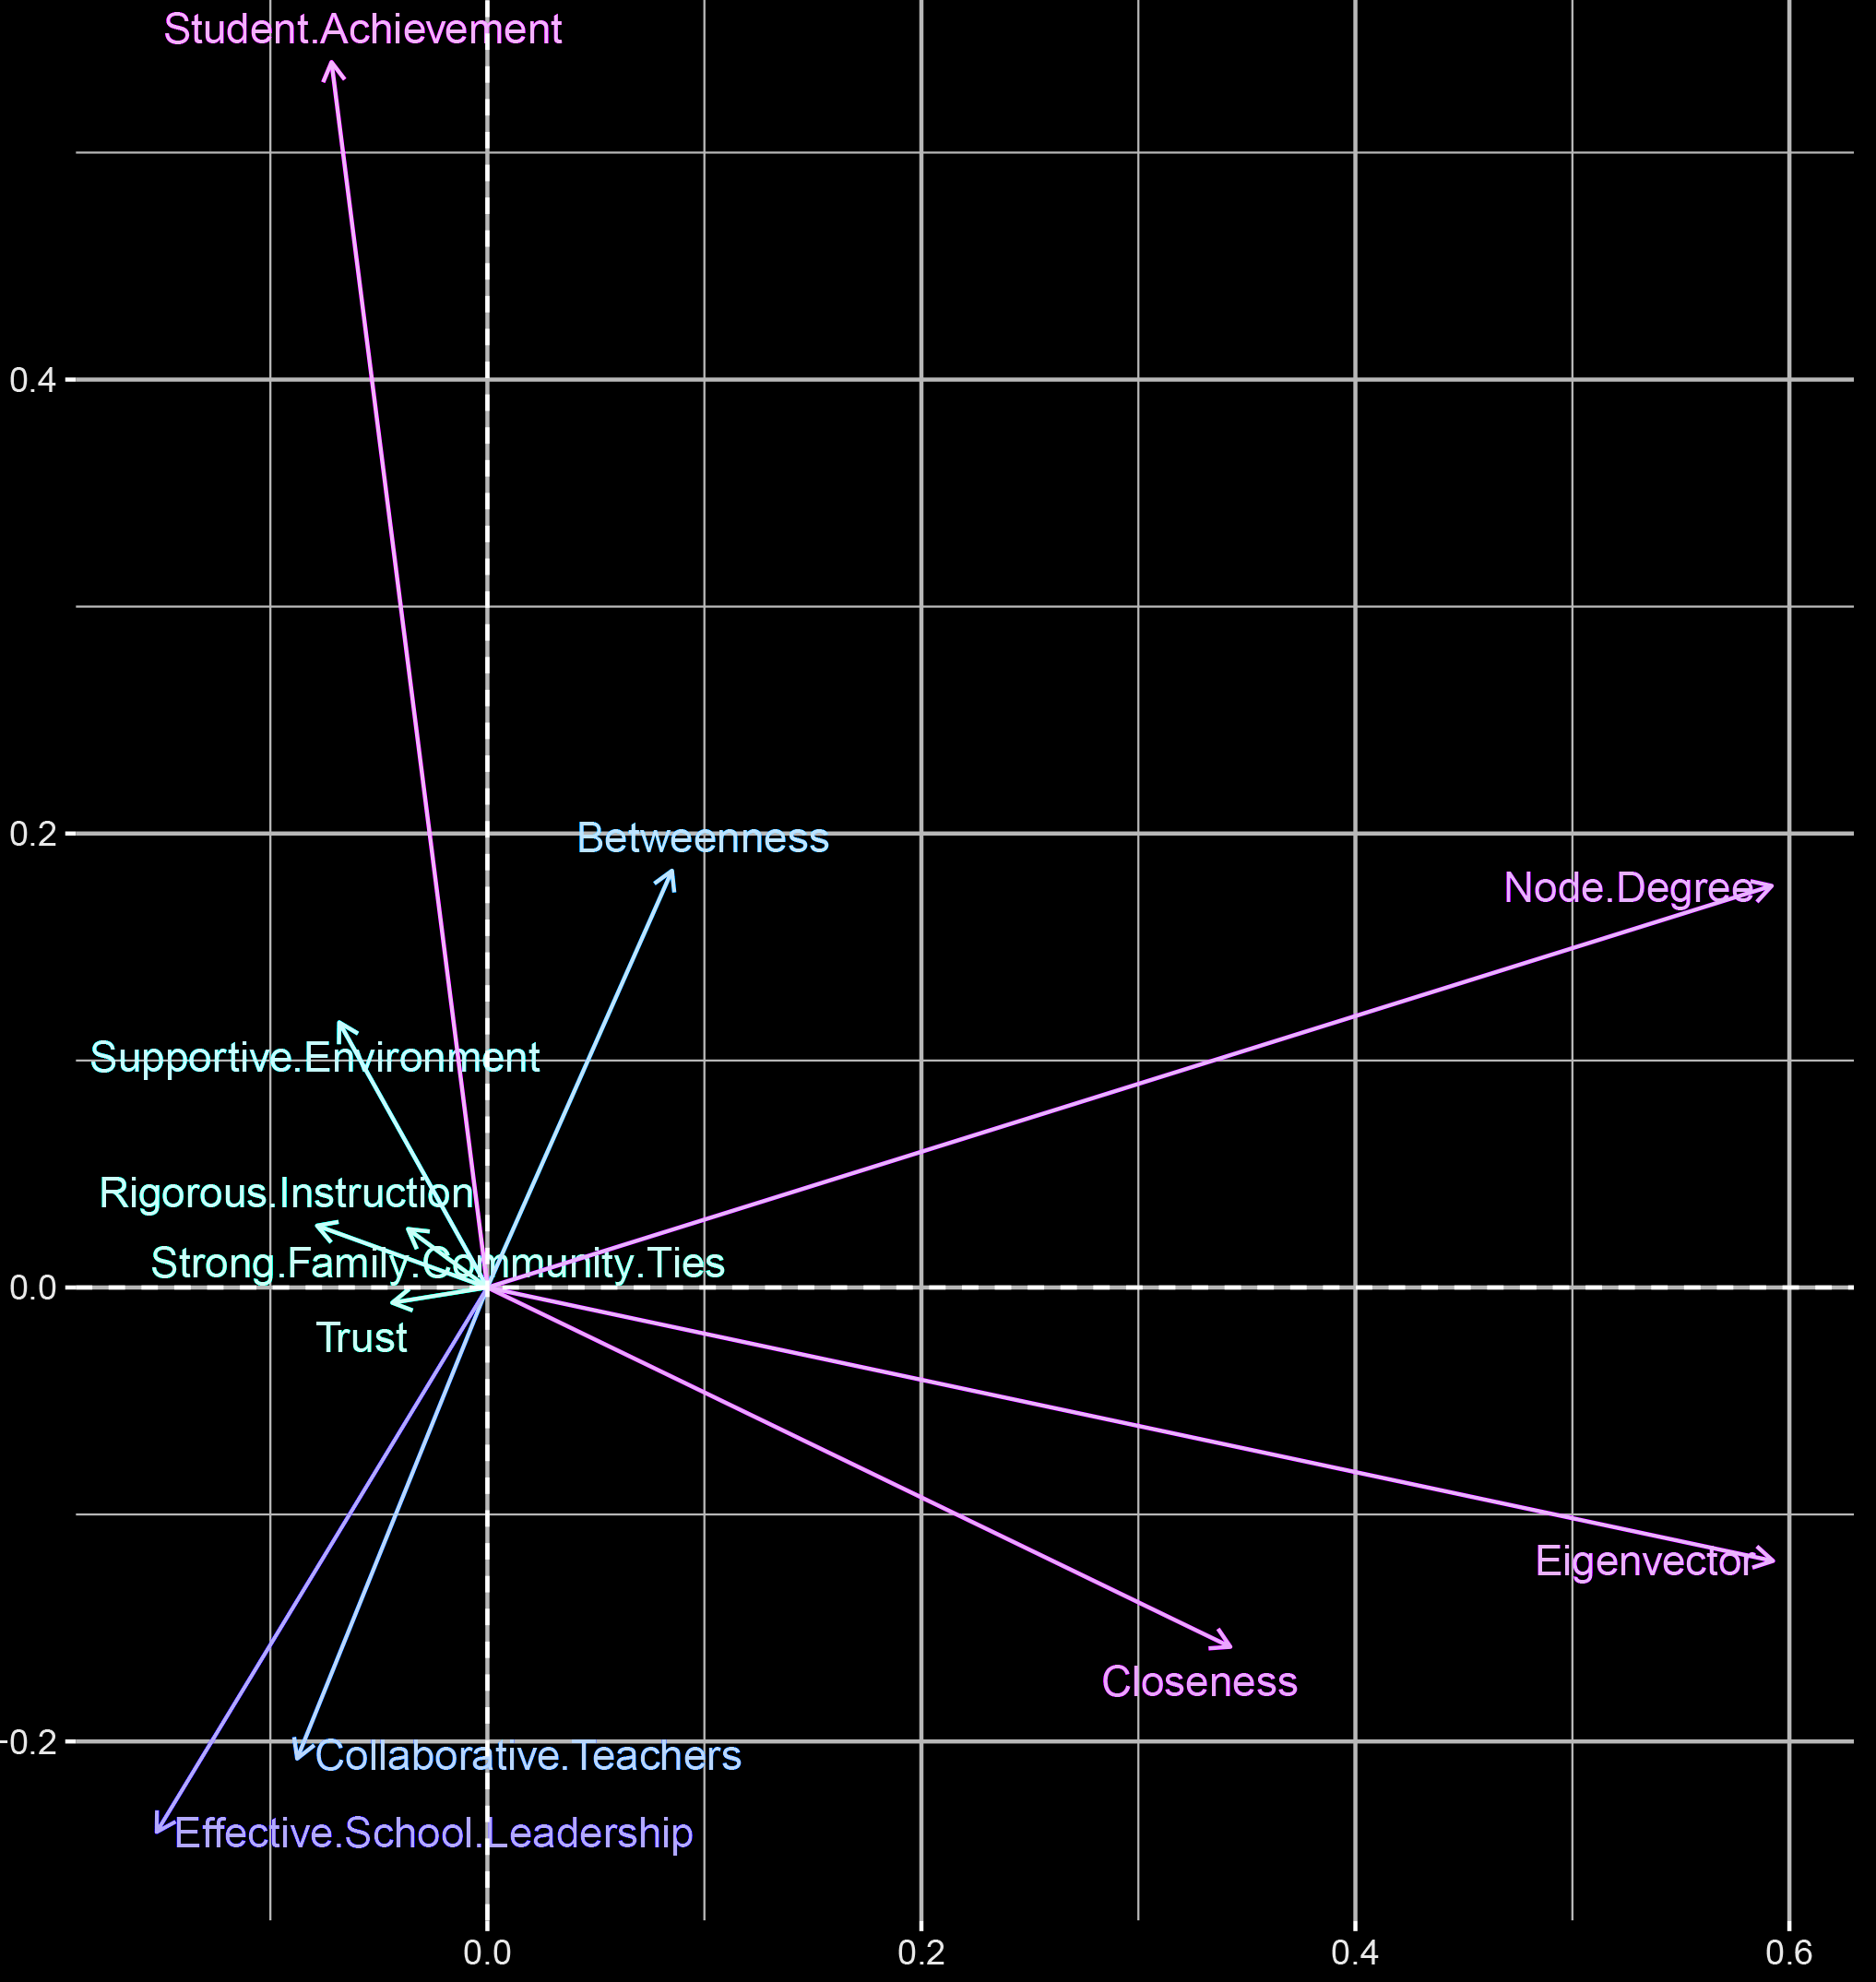 Student.Achievement
0.4
0.2
Betweenness
Node.Degree
Supportive.Environment
Rigorous.Instruction
Strong.Family.Community.Ties
0.0
Trust
Eigenvector
Closeness
-0.2
Collaborative.Teachers
Effective.School.Leadership
0.0 0.2 0.4 0.6